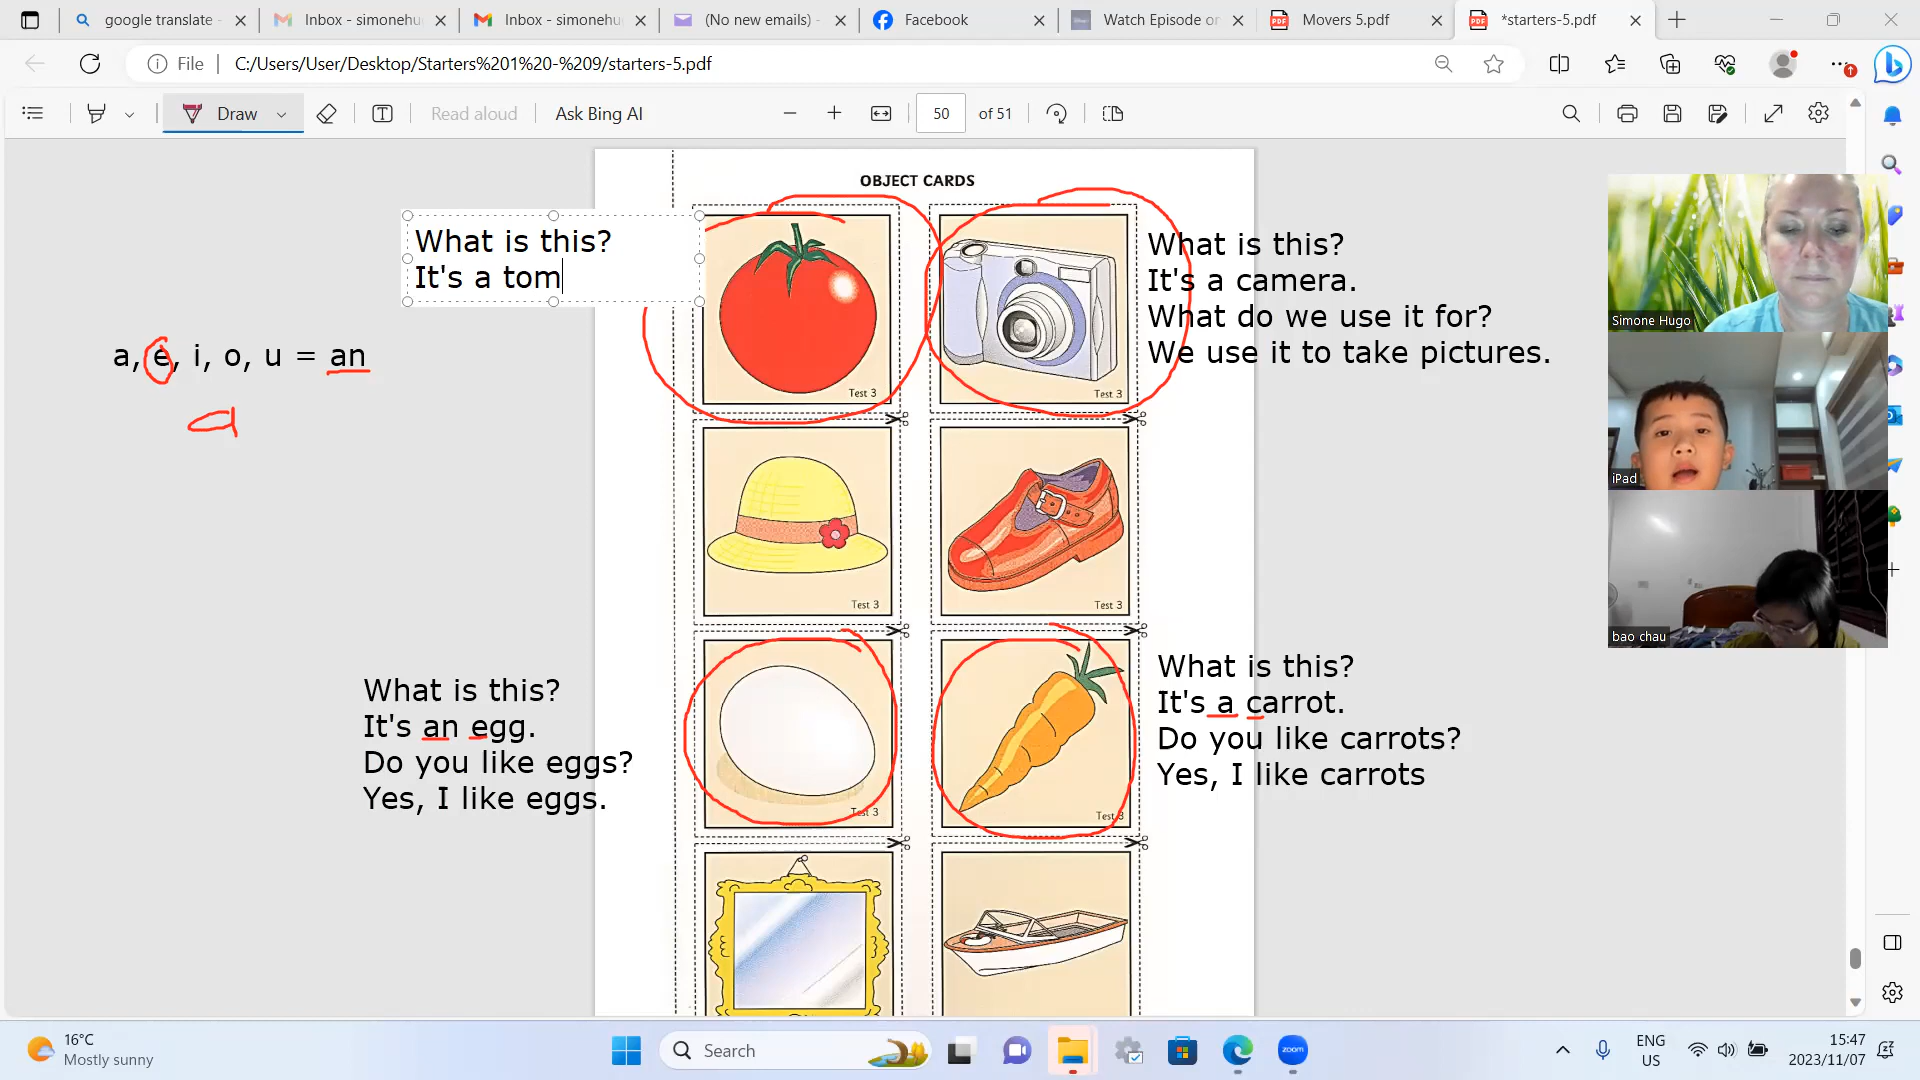 google translate -
Inbox - simonehu
Inbox - simonehu
(No new emails) -
Facebook
Watch Episode or
Movers 5.pdf
*starters-5.pdf
File
C:/Users/User/Desktop/Starters%201%20-%209/starters-5.pdf
Draw
Read aloud
Ask Bing AI
50
of 51
OBJECT CARDS
What is this?
It's a tom
Test 3
Test 3
What is this?
It's a camera.
What do we use it for?
We use it to take pictures.
a, e, i, o, u = an
a
Test 3
Test 3
What is this?
It's an egg.
Do you like eggs?
Yes, I like eggs.
Test 3
Test 3
What is this?
It's a carrot.
Do you like carrots?
Yes, I like carrots
Simone Hugo
iPad
bao chau
16°C
Mostly sunny
Search
zoom
ENG
US
15:47
2023/11/07